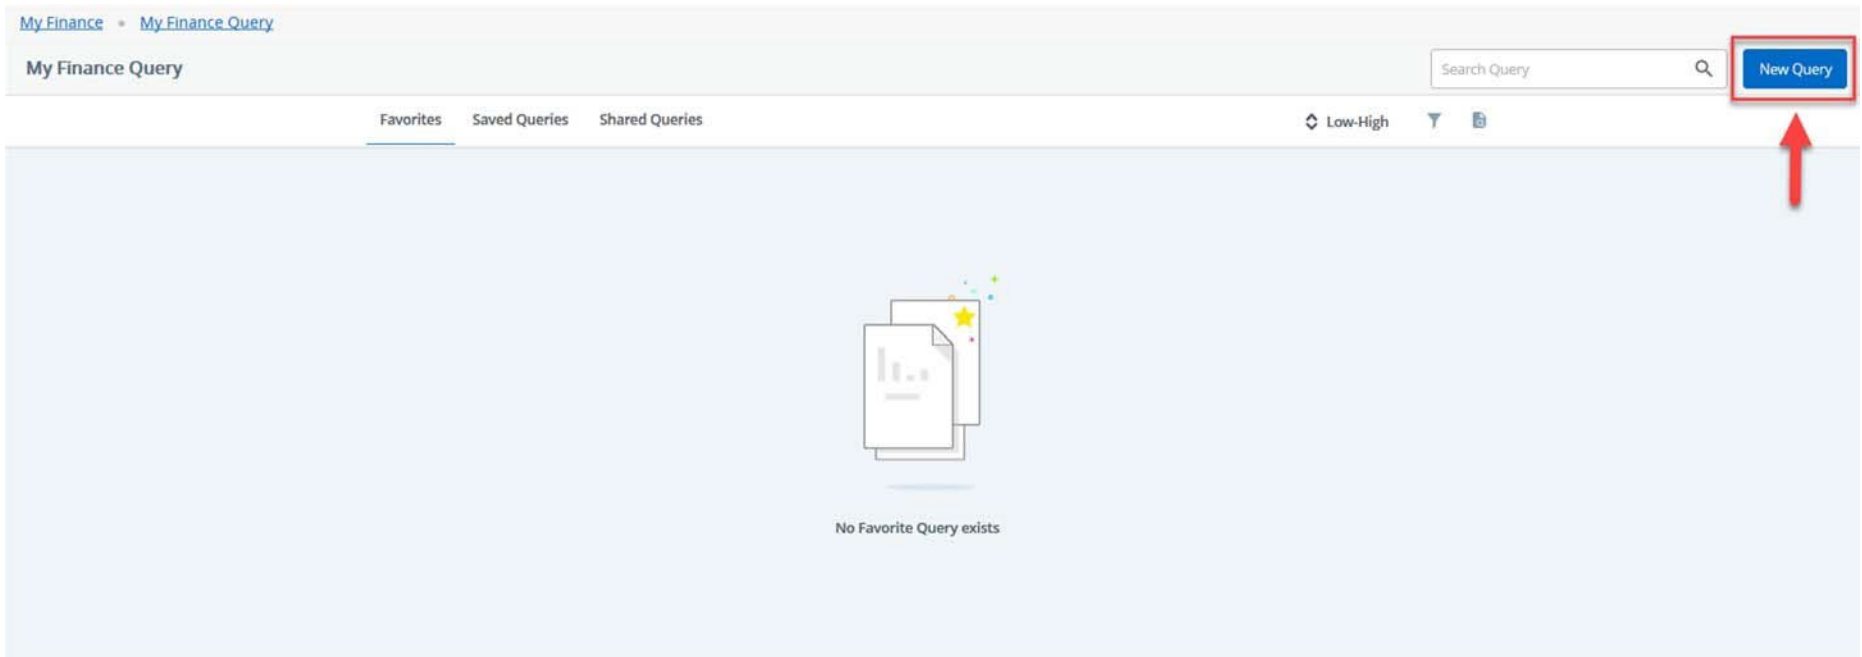 My Finance • My Finance Query
My Finance Query
Search Query
New Query
Favorites Saved Queries Shared Queries
Low-High
No Favorite Query exists